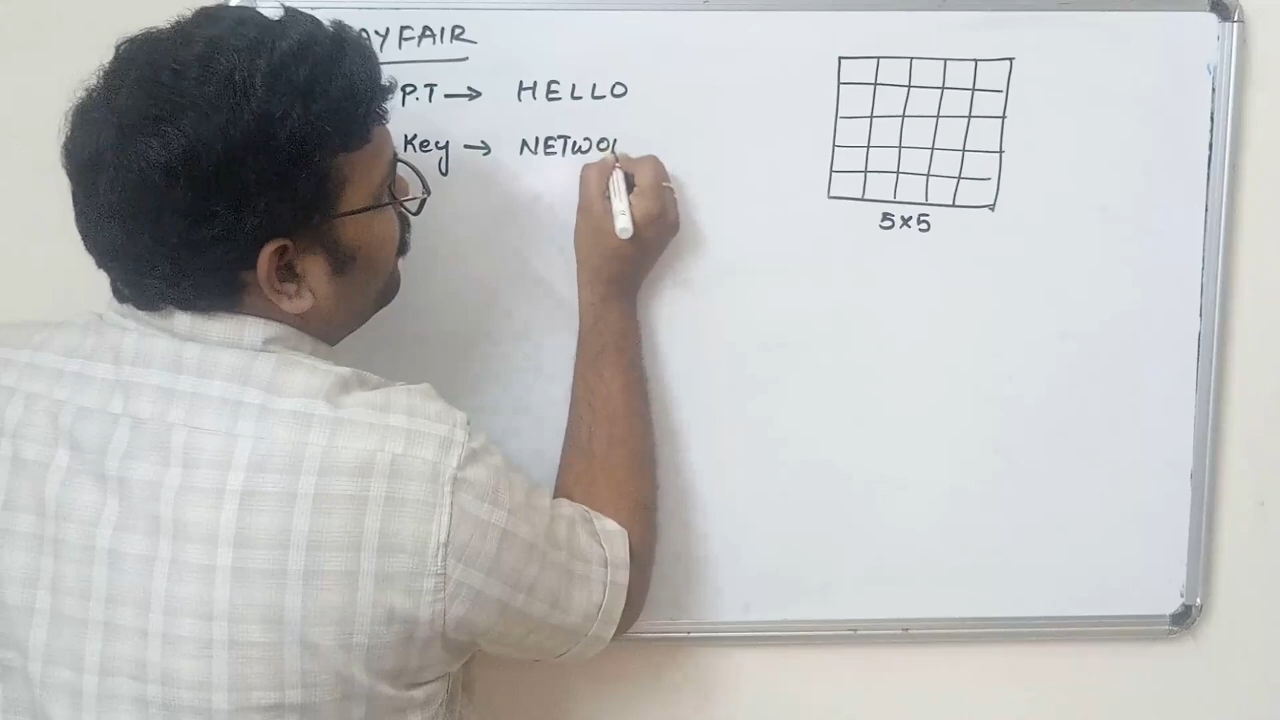 AYFAIR
P.T → HELLO
Key → NETWO
5×5